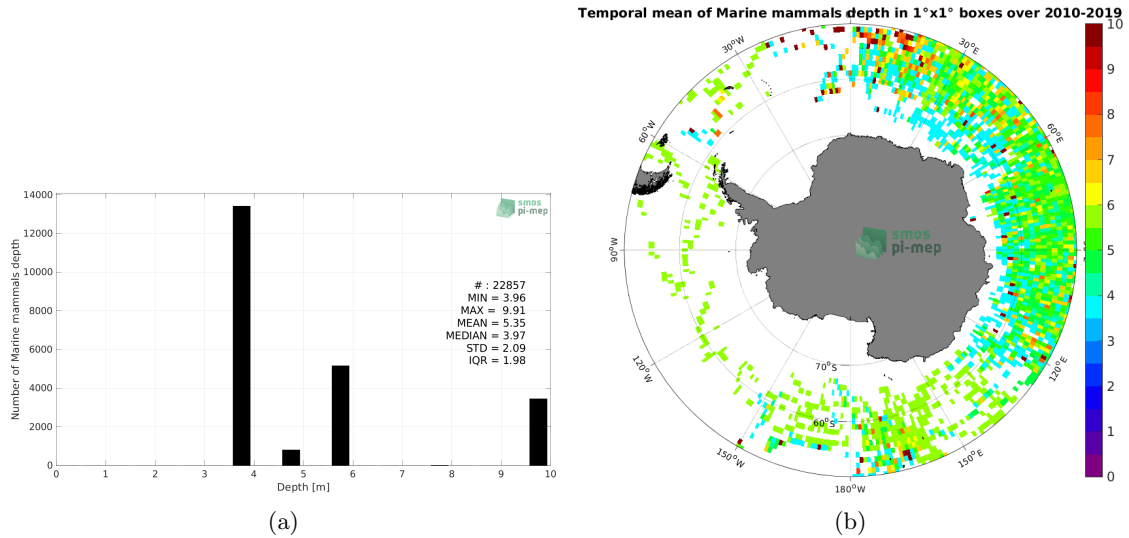 Temporal mean of Marine mammals depth in 1°x1° boxes over 2010-2019
14000
12000
10000
8000
6000
4000
2000
0
Number of Marine mammals depth
smos
pi-mep
# : 22857
MIN = 3.96
MAX = 9.91
MEAN = 5.35
MEDIAN = 3.97
STD = 2.09
IQR = 1.98
0 1 2 3 4 5 6 7 8 9 10
Depth [m]
(a)
30°W
30°E
60°W
60°E
90°W
120°W
120°E
150°W
150°E
180°W
70°S
60°S
smos
pi-mep
10
9
8
7
6
5
4
3
2
1
0
(b)